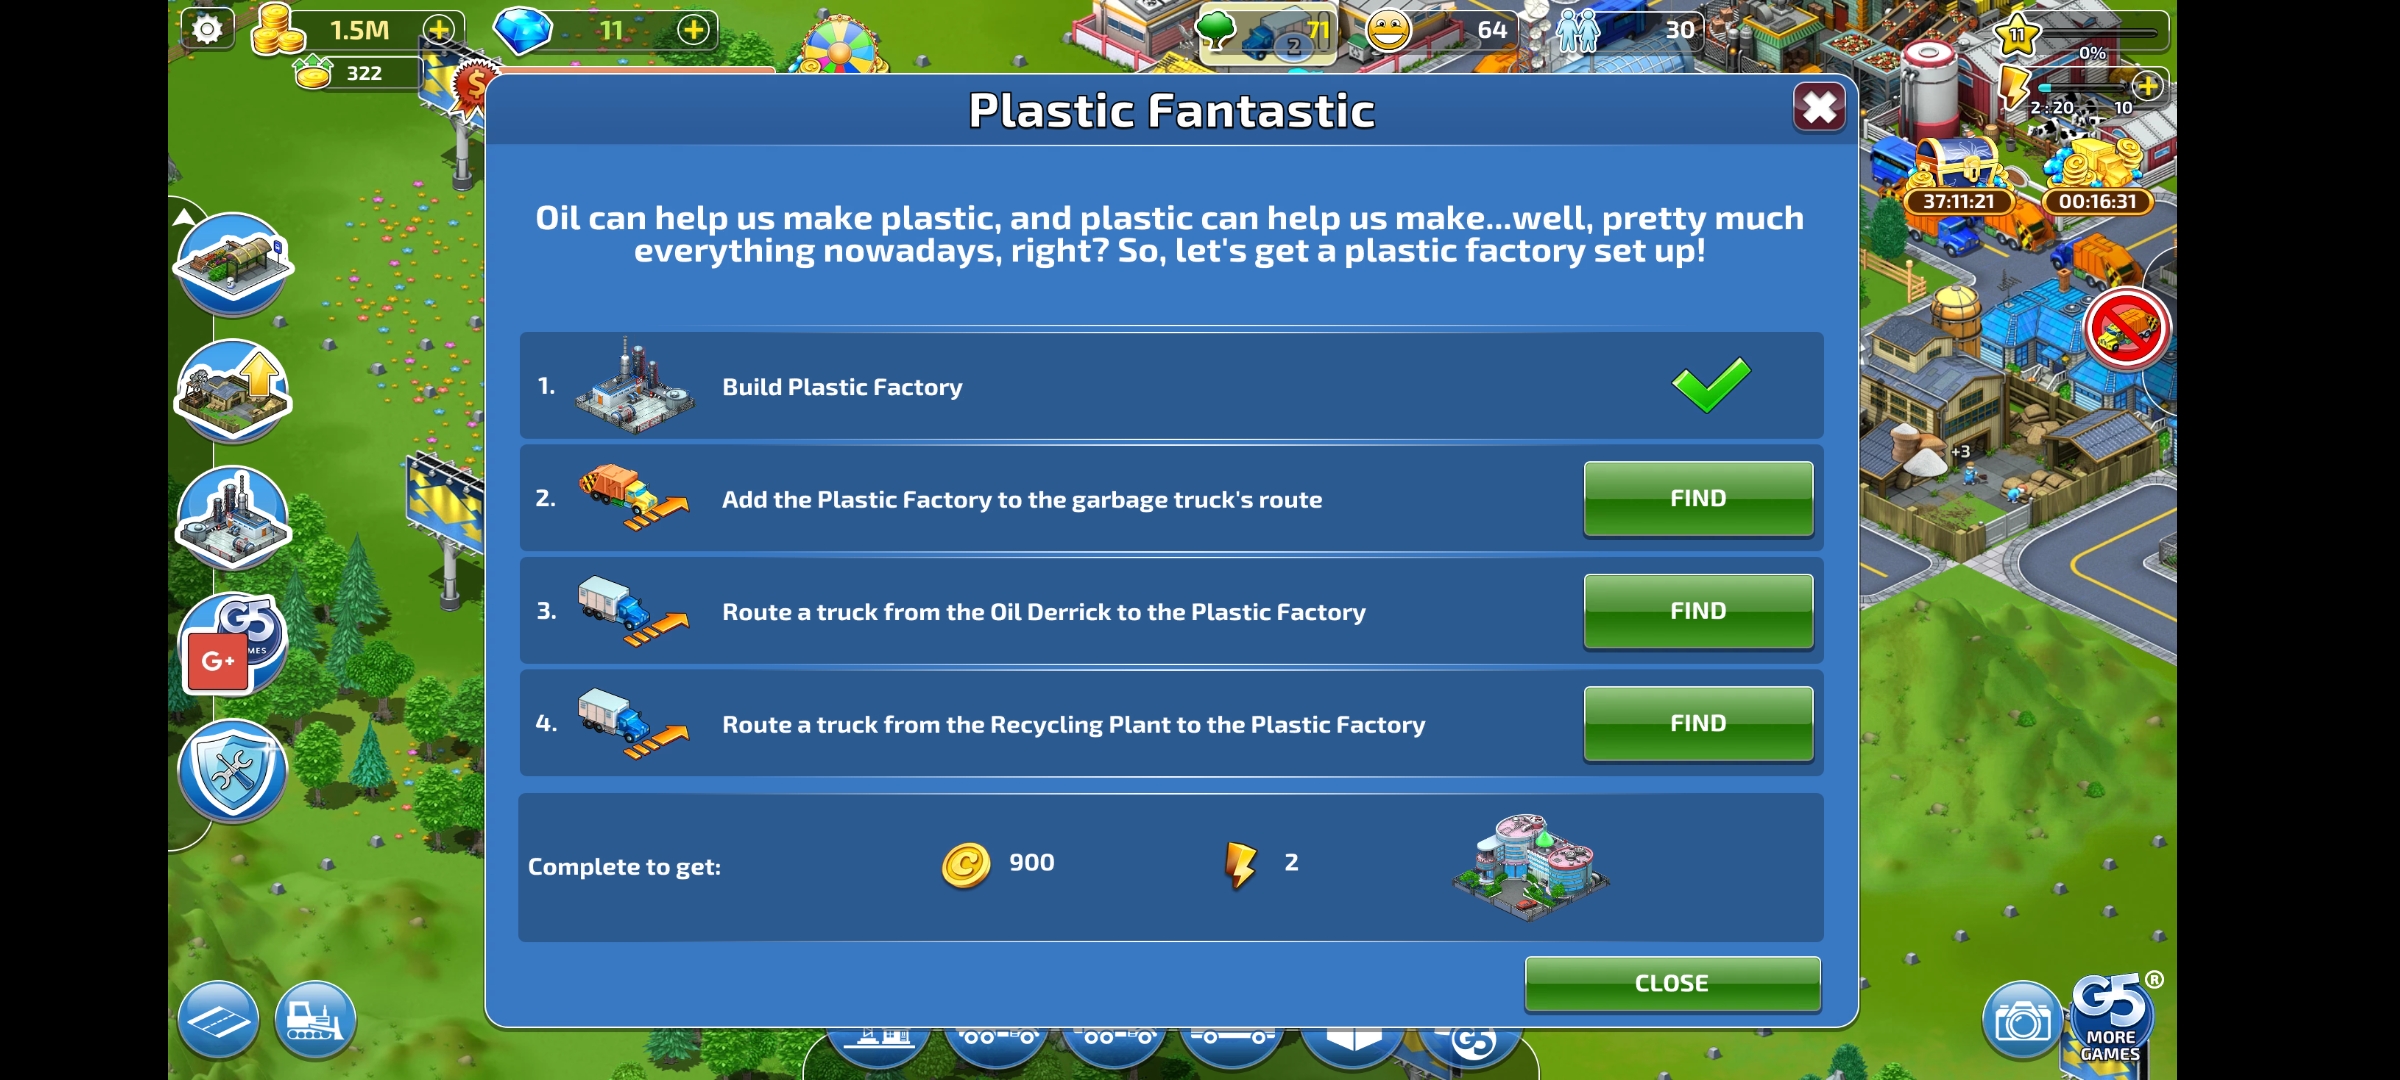 1.5M
11
71
2
64
30
11
0%
322
2:20
10
37:11:21
00:16:31
Plastic Fantastic
Oil can help us make plastic, and plastic can help us make...well, pretty much
everything nowadays, right? So, let's get a plastic factory set up!
1.
Build Plastic Factory
2.
Add the Plastic Factory to the garbage truck's route
FIND
3.
Route a truck from the Oil Derrick to the Plastic Factory
FIND
4.
Route a truck from the Recycling Plant to the Plastic Factory
FIND
+3
G5
G+
Complete to get:
900
2
CLOSE
G5
G5®
MORE
GAMES